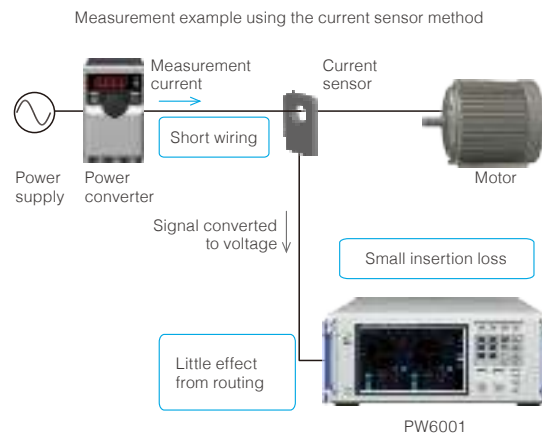 Measurement example using the current sensor method
Measurement
current
Current
sensor
Short wiring
Power
supply
Power
converter
Motor
Signal converted
to voltage
Small insertion loss
Little effect
from routing
PW6001